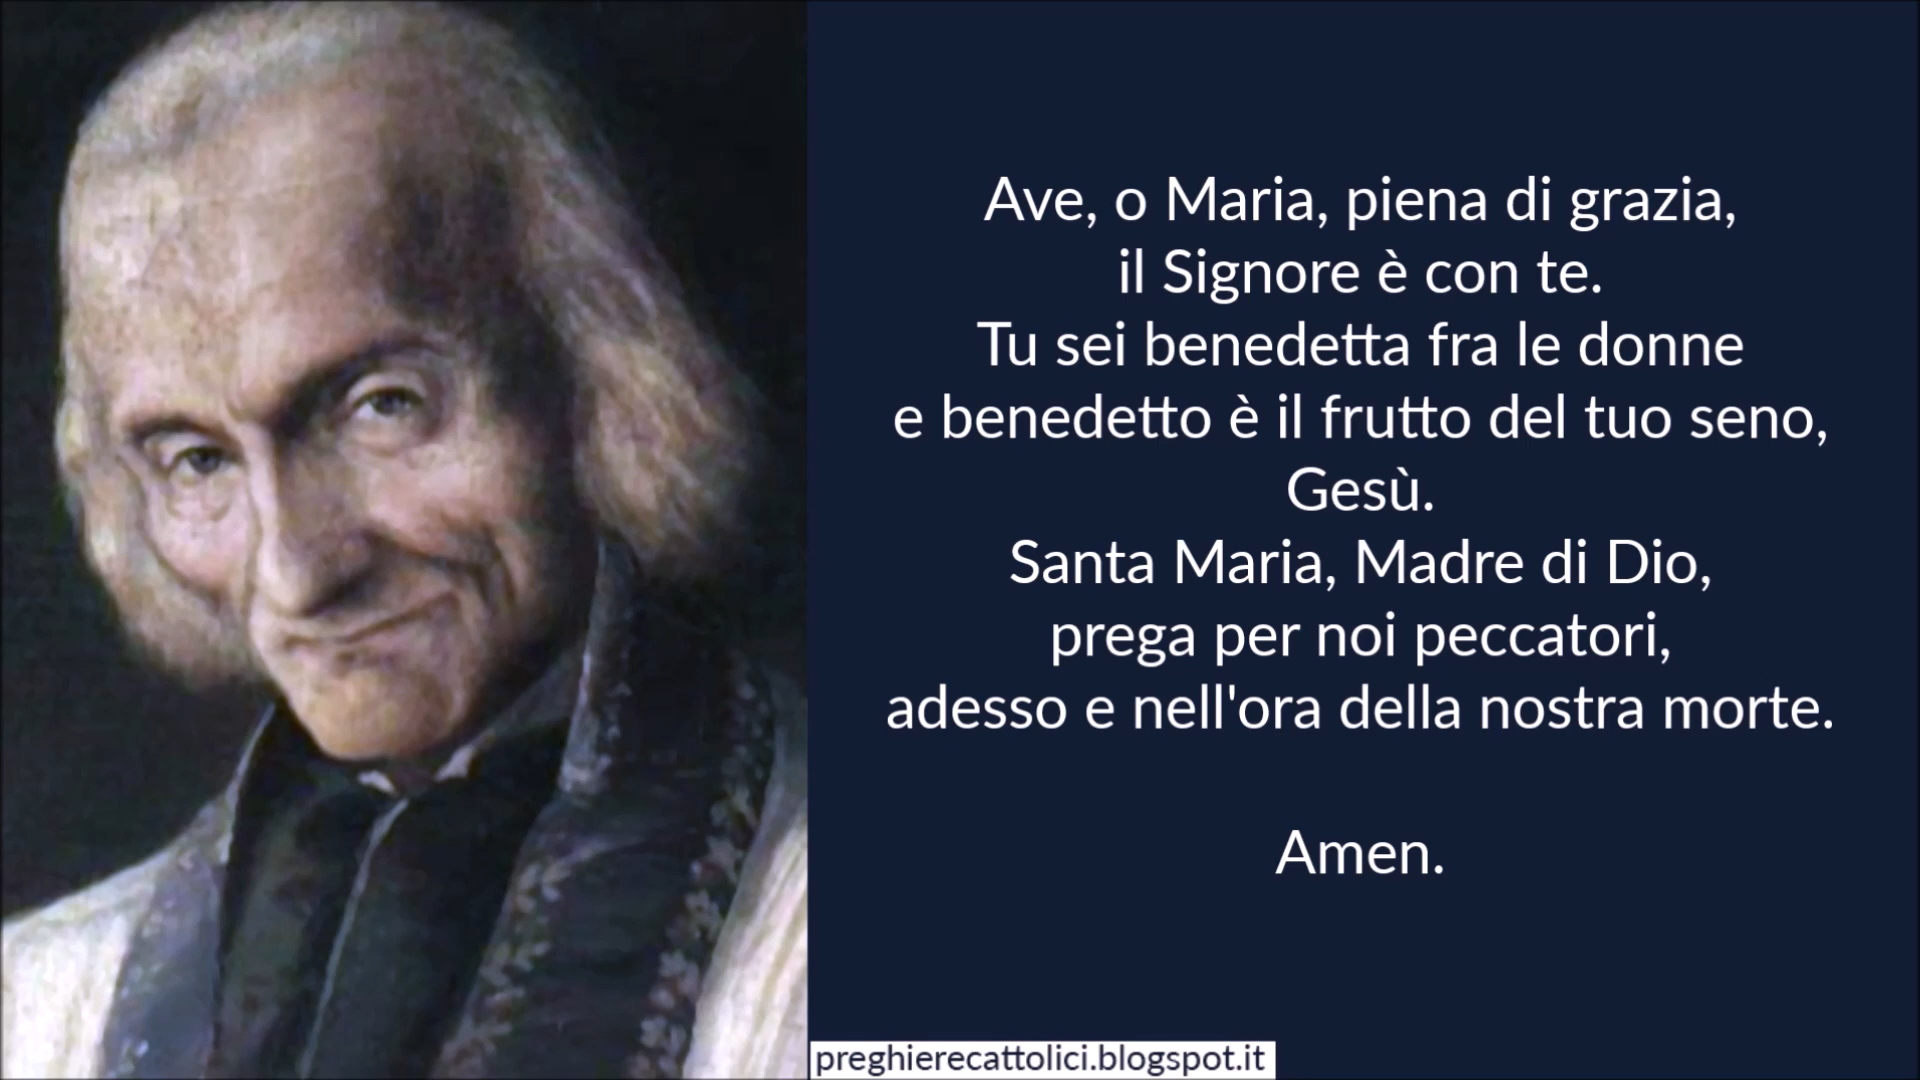 Ave, o Maria, piena di grazia,
il Signore è con te.
Tu sei benedetta fra le donne
e benedetto è il frutto del tuo seno,
Gesù.
Santa Maria, Madre di Dio,
prega per noi peccatori,
adesso e nell'ora della nostra morte.
Amen.
preghierecattolici.blogspot.it